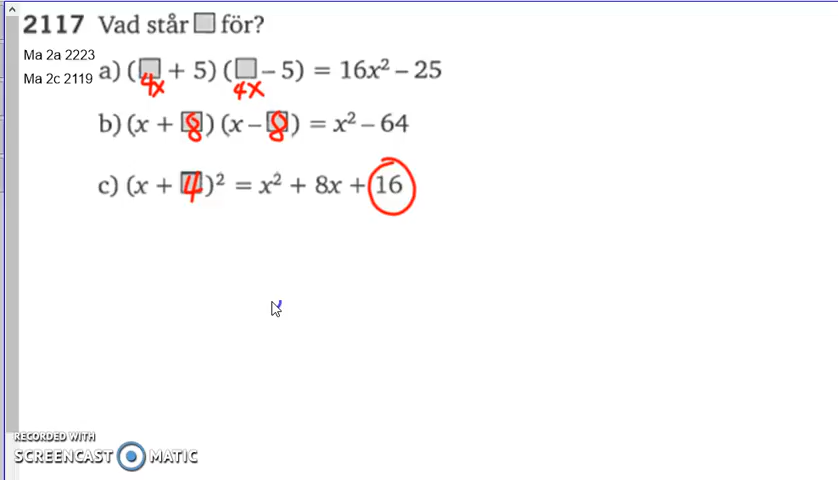 2117 Vad står □ för?
Ma 2a 2223
Ma 2c 2119
a) (□ + 5) (□ – 5) = 16x² – 25
4x 4x
b) (x + 8) (x – 8) = x² – 64
c) (x + 4)² = x² + 8x + 16
RECORDED WITH
SCREENCAST MATIC